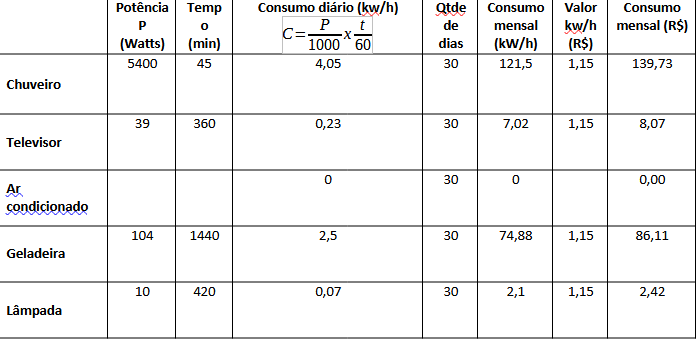 Potência P (Watts) Tempo (min) Consumo diário (kw/h) C = P/1000 x t/60 Qtde de dias Consumo mensal (kW/h) Valor kw/h (R$) Consumo mensal (R$)
Chuveiro 5400 45 4,05 30 121,5 1,15 139,73
Televisor 39 360 0,23 30 7,02 1,15 8,07
Ar condicionado 0 30 0 0,00
Geladeira 104 1440 2,5 30 74,88 1,15 86,11
Lâmpada 10 420 0,07 30 2,1 1,15 2,42